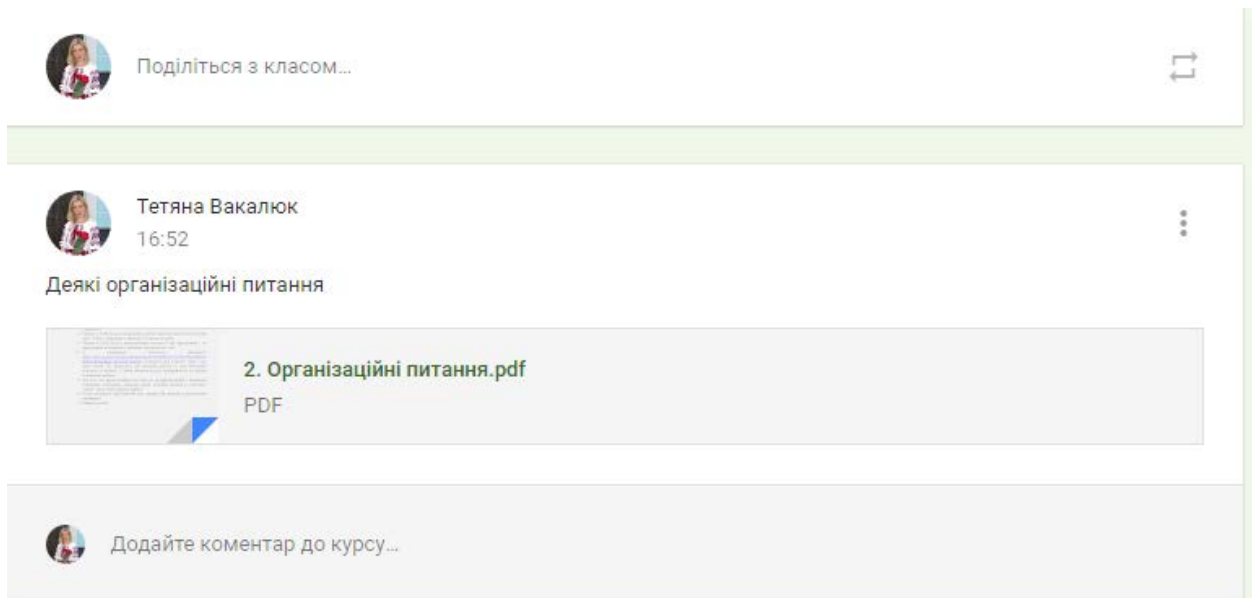 Поділіться з класом...
Тетяна Вакалюк
16:52
Деякі організаційні питання
2. Організаційні питання.pdf
PDF
Додайте коментар до курсу...